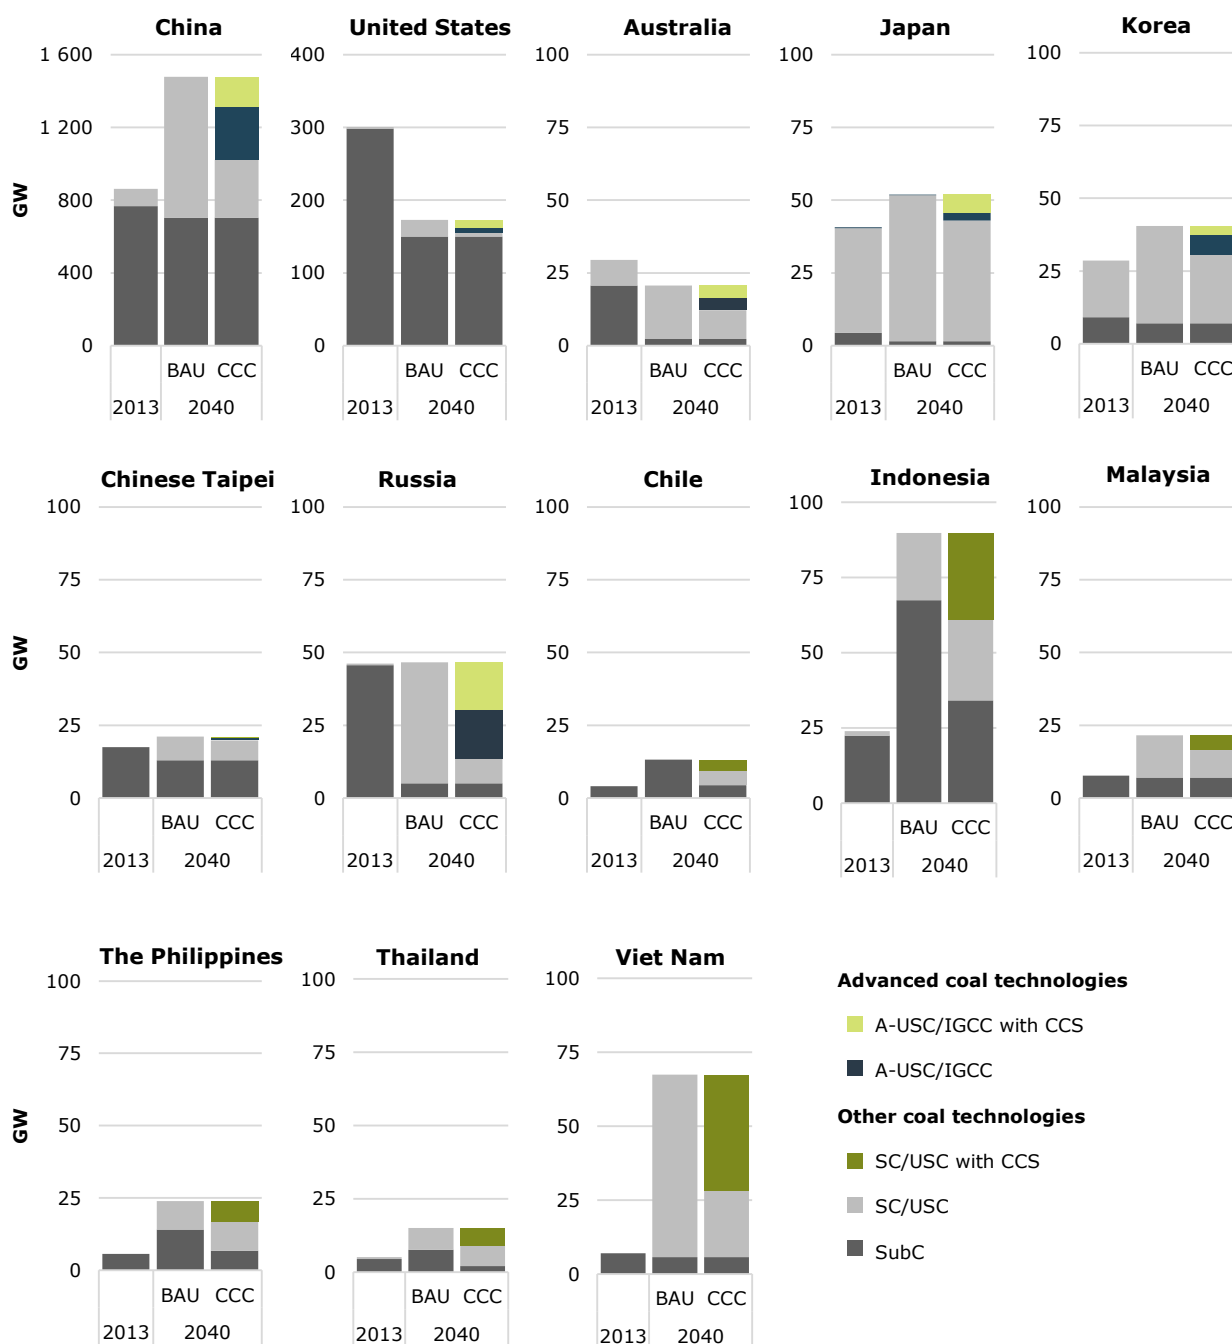 China
United States
Australia
Japan
Korea
GW
1 600
1 200
800
400
0
BAU CCC
2013 2040
400
300
200
100
0
BAU CCC
2013 2040
100
75
50
25
0
BAU CCC
2013 2040
100
75
50
25
0
BAU CCC
2013 2040
100
75
50
25
0
BAU CCC
2013 2040
Chinese Taipei
Russia
Chile
Indonesia
Malaysia
GW
100
75
50
25
0
BAU CCC
2013 2040
100
75
50
25
0
BAU CCC
2013 2040
100
75
50
25
0
BAU CCC
2013 2040
100
75
50
25
0
BAU CCC
2013 2040
100
75
50
25
0
BAU CCC
2013 2040
The Philippines
Thailand
Viet Nam
GW
100
75
50
25
0
BAU CCC
2013 2040
100
75
50
25
0
BAU CCC
2013 2040
100
75
50
25
0
BAU CCC
2013 2040
Advanced coal technologies
A-USC/IGCC with CCS
A-USC/IGCC
Other coal technologies
SC/USC with CCS
SC/USC
SubC